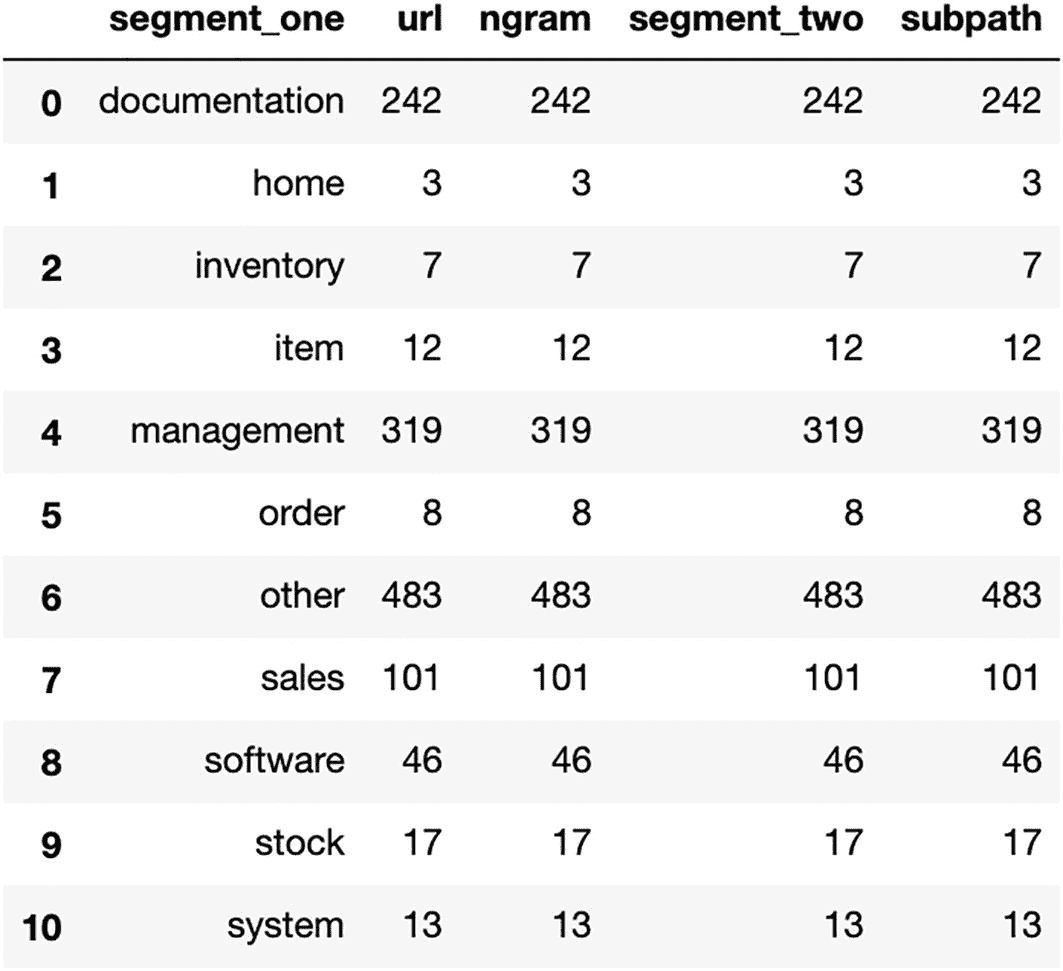 segment_one url ngram segment_two subpath
0 documentation 242 242 242 242
1 home 3 3 3 3
2 inventory 7 7 7 7
3 item 12 12 12 12
4 management 319 319 319 319
5 order 8 8 8 8
6 other 483 483 483 483
7 sales 101 101 101 101
8 software 46 46 46 46
9 stock 17 17 17 17
10 system 13 13 13 13